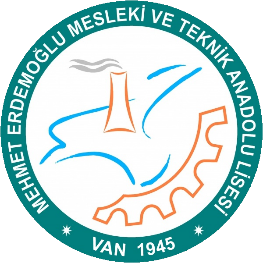 MEHMET ERDEMOĞLU MESLEKİ VE TEKNİK ANADOLU LİSESİ
VAN 1945